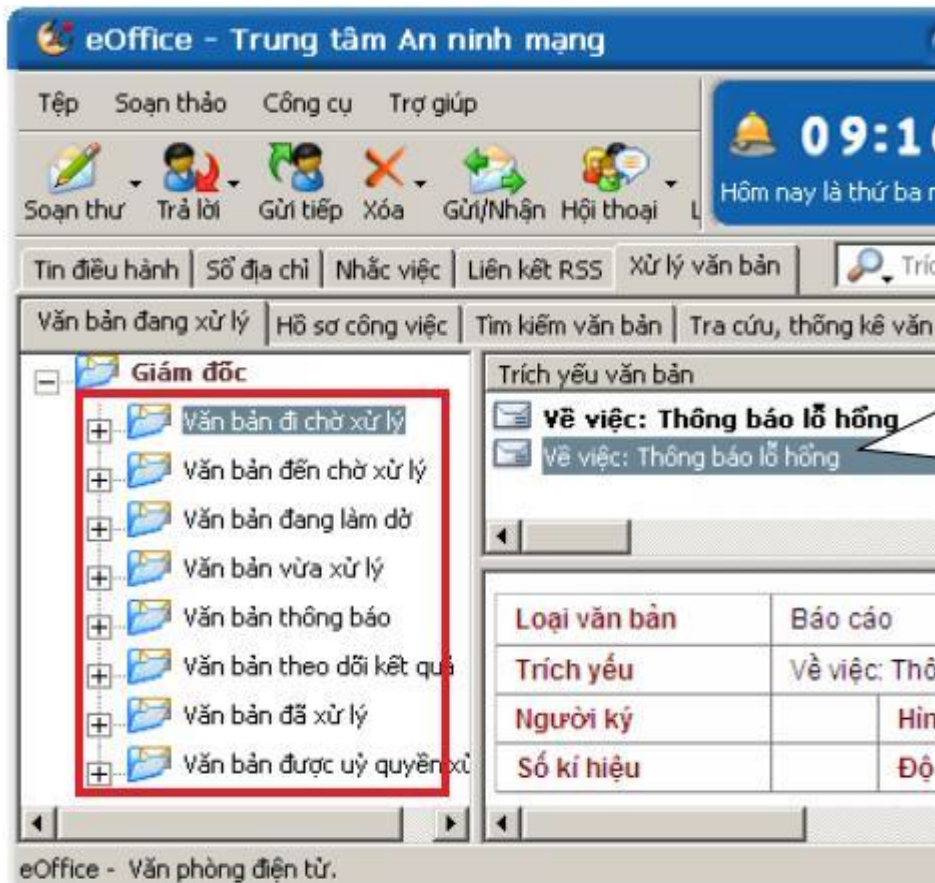 eOffice - Trung tâm An ninh mạng
Tệp Soạn thảo Công cụ Trợ giúp
09:1
Hôm nay là thứ ba
Soạn thư Trả lời Gửi tiếp Xóa Gửi/Nhận Hội thoại
Tin điều hành Sổ địa chỉ Nhắc việc Liên kết RSS Xử lý văn bản
Văn bản đang xử lý Hồ sơ công việc Tìm kiếm văn bản Tra cứu, thống kê văn
Giám đốc
Văn bản đi chờ xử lý
Văn bản đến chờ xử lý
Văn bản đang làm dở
Văn bản vừa xử lý
Văn bản thông báo
Văn bản theo dõi kết quả
Văn bản đã xử lý
Văn bản được uỷ quyền xử
Trích yếu văn bản
Về việc: Thông báo lỗ hổng
Về việc: Thông báo lỗ hổng
Loại văn bản Báo cáo
Trích yếu Về việc: Thô
Người ký
Số kí hiệu Độ
eOffice - Văn phòng điện tử.